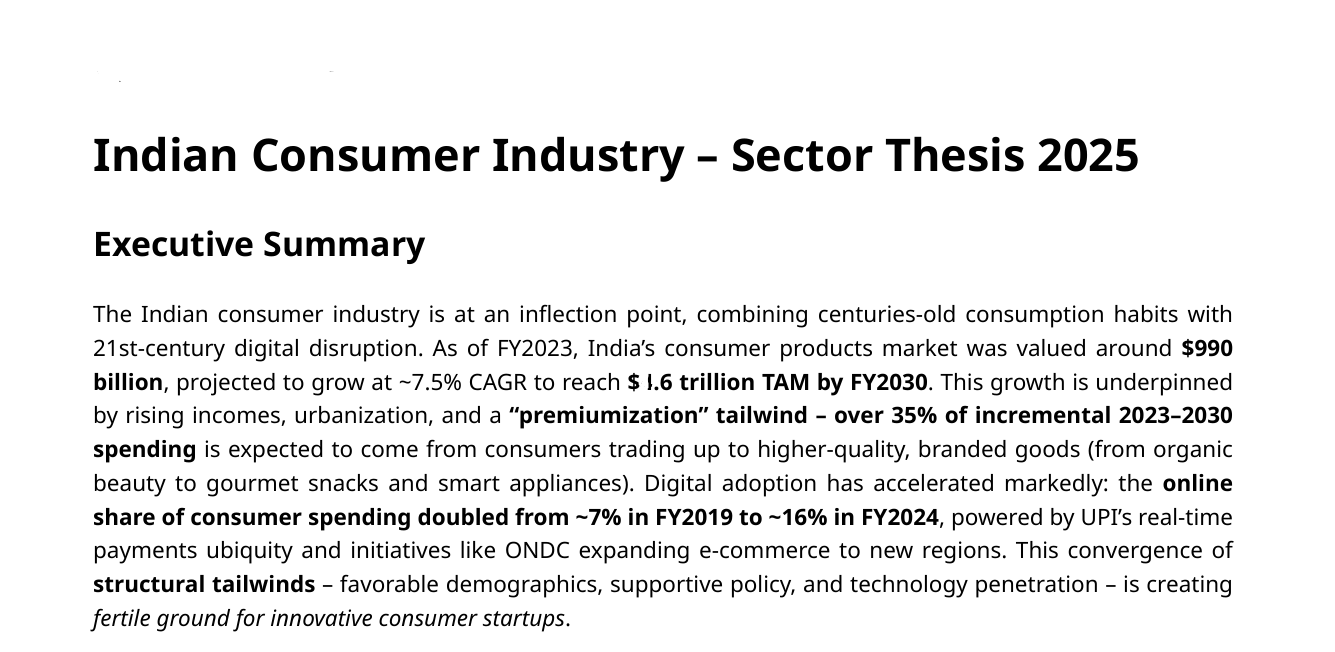 Indian Consumer Industry – Sector Thesis 2025
Executive Summary
The Indian consumer industry is at an inflection point, combining centuries-old consumption habits with
21st-century digital disruption. As of FY2023, India’s consumer products market was valued around $990
billion, projected to grow at ~7.5% CAGR to reach trillion TAM by FY2030. This growth is underpinned
by rising incomes, urbanization, and a “premiumization” tailwind – over 35% of incremental 2023–2030
spending is expected to come from consumers trading up to higher-quality, branded goods (from organic
beauty to gourmet snacks and smart appliances). Digital adoption has accelerated markedly: the online
share of consumer spending doubled from ~7% in FY2019 to ~16% in FY2024, powered by UPI’s real-time
payments ubiquity and initiatives like ONDC expanding e-commerce to new regions. This convergence of
structural tailwinds – favorable demographics, supportive policy, and technology penetration – is creating
fertile ground for innovative consumer startups.